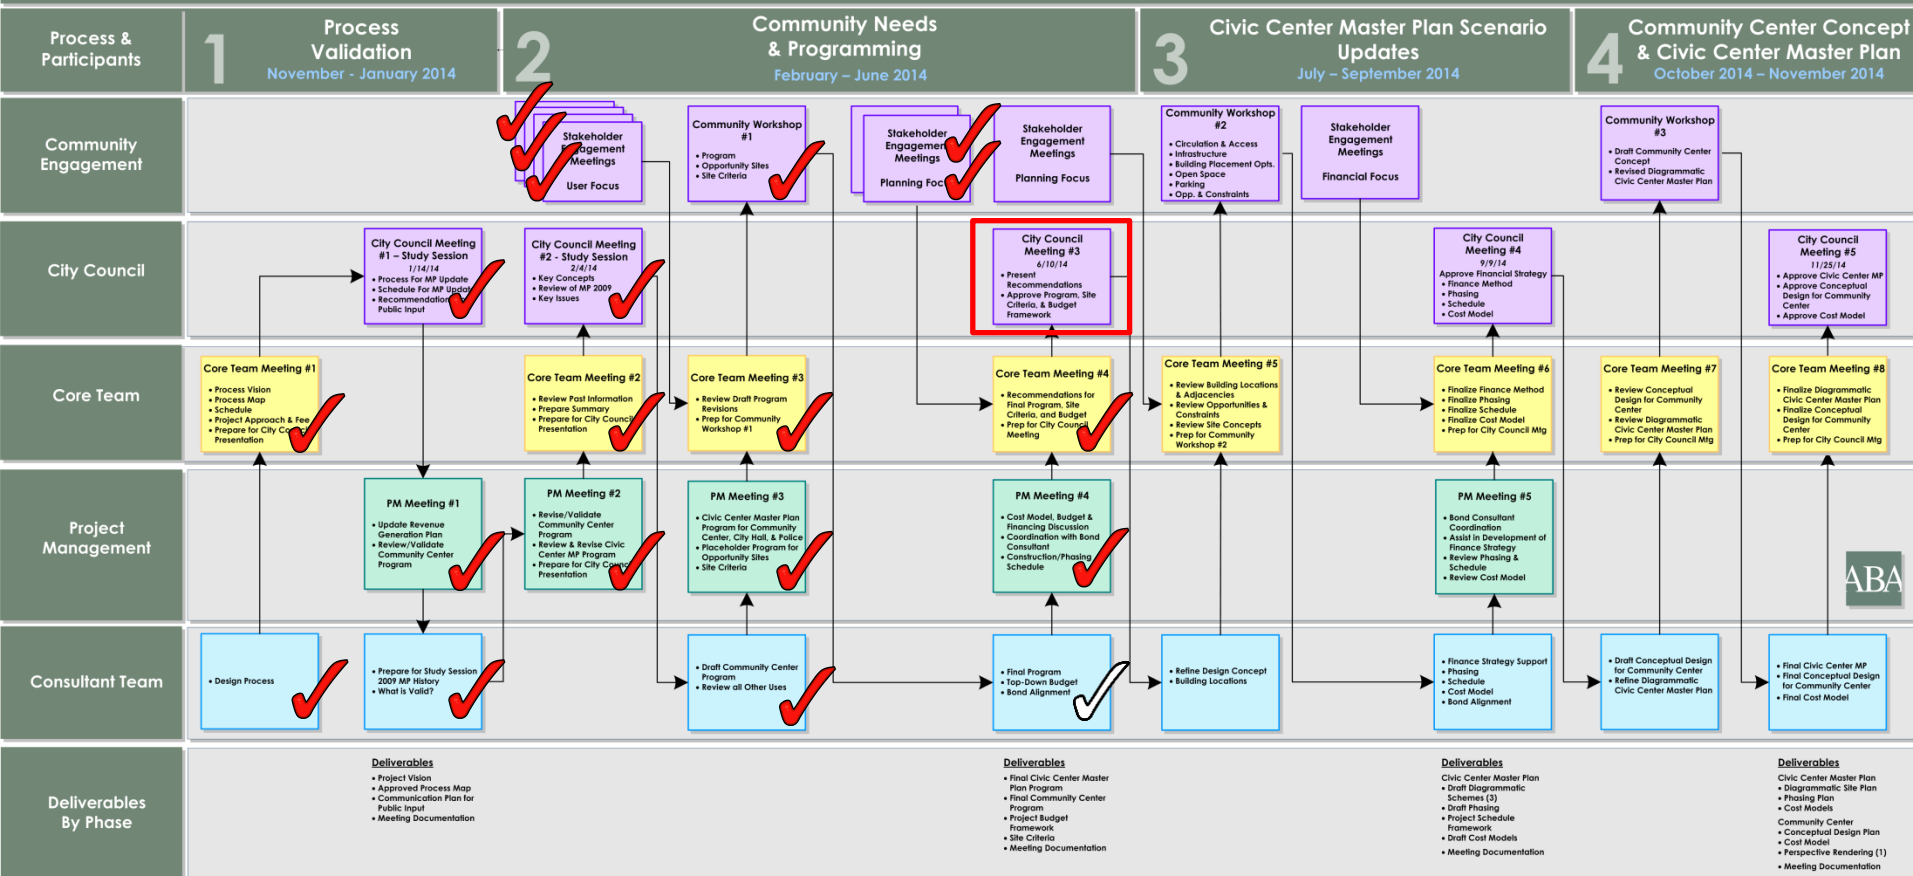 Process &
Participants
1
Process
Validation
November - January 2014
2
Community Needs
& Programming
February – June 2014
3
Civic Center Master Plan Scenario
Updates
July – September 2014
4
Community Center Concept
& Civic Center Master Plan
October 2014 – November 2014
Community
Engagement
Stakeholder
Engagement
Meetings
User Focus
Community Workshop
#1
• Program
• Opportunity Sites
• Site Criteria
Stakeholder
Engagement
Meetings
Planning Focus
Stakeholder
Engagement
Meetings
Planning Focus
Community Workshop
#2
• Circulation & Access
• Infrastructure
• Building Placement Opts.
• Open Space
• Parking
• Opp. & Constraints
Stakeholder
Engagement
Meetings
Financial Focus
Community Workshop
#3
• Draft Community Center
Concept
• Revised Diagrammatic
Civic Center Master Plan
City Council
City Council Meeting
#1 – Study Session
1/14/14
• Process For MP Update
• Schedule For MP Update
• Recommendation
Public Input
City Council Meeting
#2 - Study Session
2/4/14
• Key Concepts
• Review of MP 2009
• Key Issues
City Council
Meeting #3
6/10/14
• Present
Recommendations
• Approve Program, Site
Criteria, & Budget
Framework
City Council
Meeting #4
9/9/14
Approve Financial Strategy
• Finance Method
• Phasing
• Schedule
• Cost Model
City Council
Meeting #5
11/25/14
• Approve Civic Center MP
• Approve Conceptual
Design for Community
Center
• Approve Cost Model
Core Team
Core Team Meeting #1
• Process Vision
• Process Map
• Schedule
• Project Approach & Fee
• Prepare for City Council
Presentation
Core Team Meeting #2
• Review Past Information
• Prepare Summary
• Prepare for City Council
Presentation
Core Team Meeting #3
• Review Draft Program
Revisions
• Prep for Community
Workshop #1
Core Team Meeting #4
• Recommendations for
Final Program, Site
Criteria, and Budget
• Prep for City Council
Meeting
Core Team Meeting #5
• Review Building Locations
& Adjacencies
• Review Opportunities &
Constraints
• Review Site Concepts
• Prep for Community
Workshop #2
Core Team Meeting #6
• Finalize Finance Method
• Finalize Phasing
• Finalize Schedule
• Finalize Cost Model
• Prep for City Council Mtg
Core Team Meeting #7
• Review Conceptual
Design for Community
Center
• Review Diagrammatic
Civic Center Master Plan
• Prep for City Council Mtg
Core Team Meeting #8
• Finalize Diagrammatic
Civic Center Master Plan
• Finalize Conceptual
Design for Community
Center
• Prep for City Council Mtg
Project
Management
PM Meeting #1
• Update Revenue
Generation Plan
• Review/Validate
Community Center
Program
PM Meeting #2
• Revise/Validate
Community Center
Program
• Review & Revise Civic
Center MP Program
• Prepare for City Council
Presentation
PM Meeting #3
• Civic Center Master Plan
Program for Community
Center, City Hall, & Police
• Placeholder Program for
Opportunity Sites
• Site Criteria
PM Meeting #4
• Cost Model, Budget &
Financing Discussion
• Coordination with Bond
Consultant
• Construction/Phasing
Schedule
PM Meeting #5
• Bond Consultant
Coordination
• Assist in Development of
Finance Strategy
• Review Phasing &
Schedule
• Review Cost Model
ABA
Consultant Team
• Design Process
• Prepare for Study Session
2009 MP History
• What is Valid?
• Draft Community Center
Program
• Review all Other Uses
• Final Program
• Top-Down Budget
• Bond Alignment
• Refine Design Concept
• Building Locations
• Finance Strategy Support
• Phasing
• Schedule
• Cost Model
• Bond Alignment
• Draft Conceptual Design
for Community Center
• Refine Diagrammatic
Civic Center Master Plan
• Final Civic Center MP
• Final Conceptual Design
for Community Center
• Final Cost Model
Deliverables
By Phase
Deliverables
• Project Vision
• Approved Process Map
• Communication Plan for
Public Input
• Meeting Documentation
Deliverables
• Final Civic Center Master
Plan Program
• Final Community Center
Program
• Project Budget
Framework
• Site Criteria
• Meeting Documentation
Deliverables
Civic Center Master Plan
• Draft Diagrammatic
Schemes (3)
• Draft Phasing
• Project Schedule
Framework
• Draft Cost Models
• Meeting Documentation
Deliverables
Civic Center Master Plan
• Diagrammatic Site Plan
• Phasing Plan
• Cost Models
Community Center
• Conceptual Design Plan
• Cost Model
• Perspective Rendering (1)
• Meeting Documentation